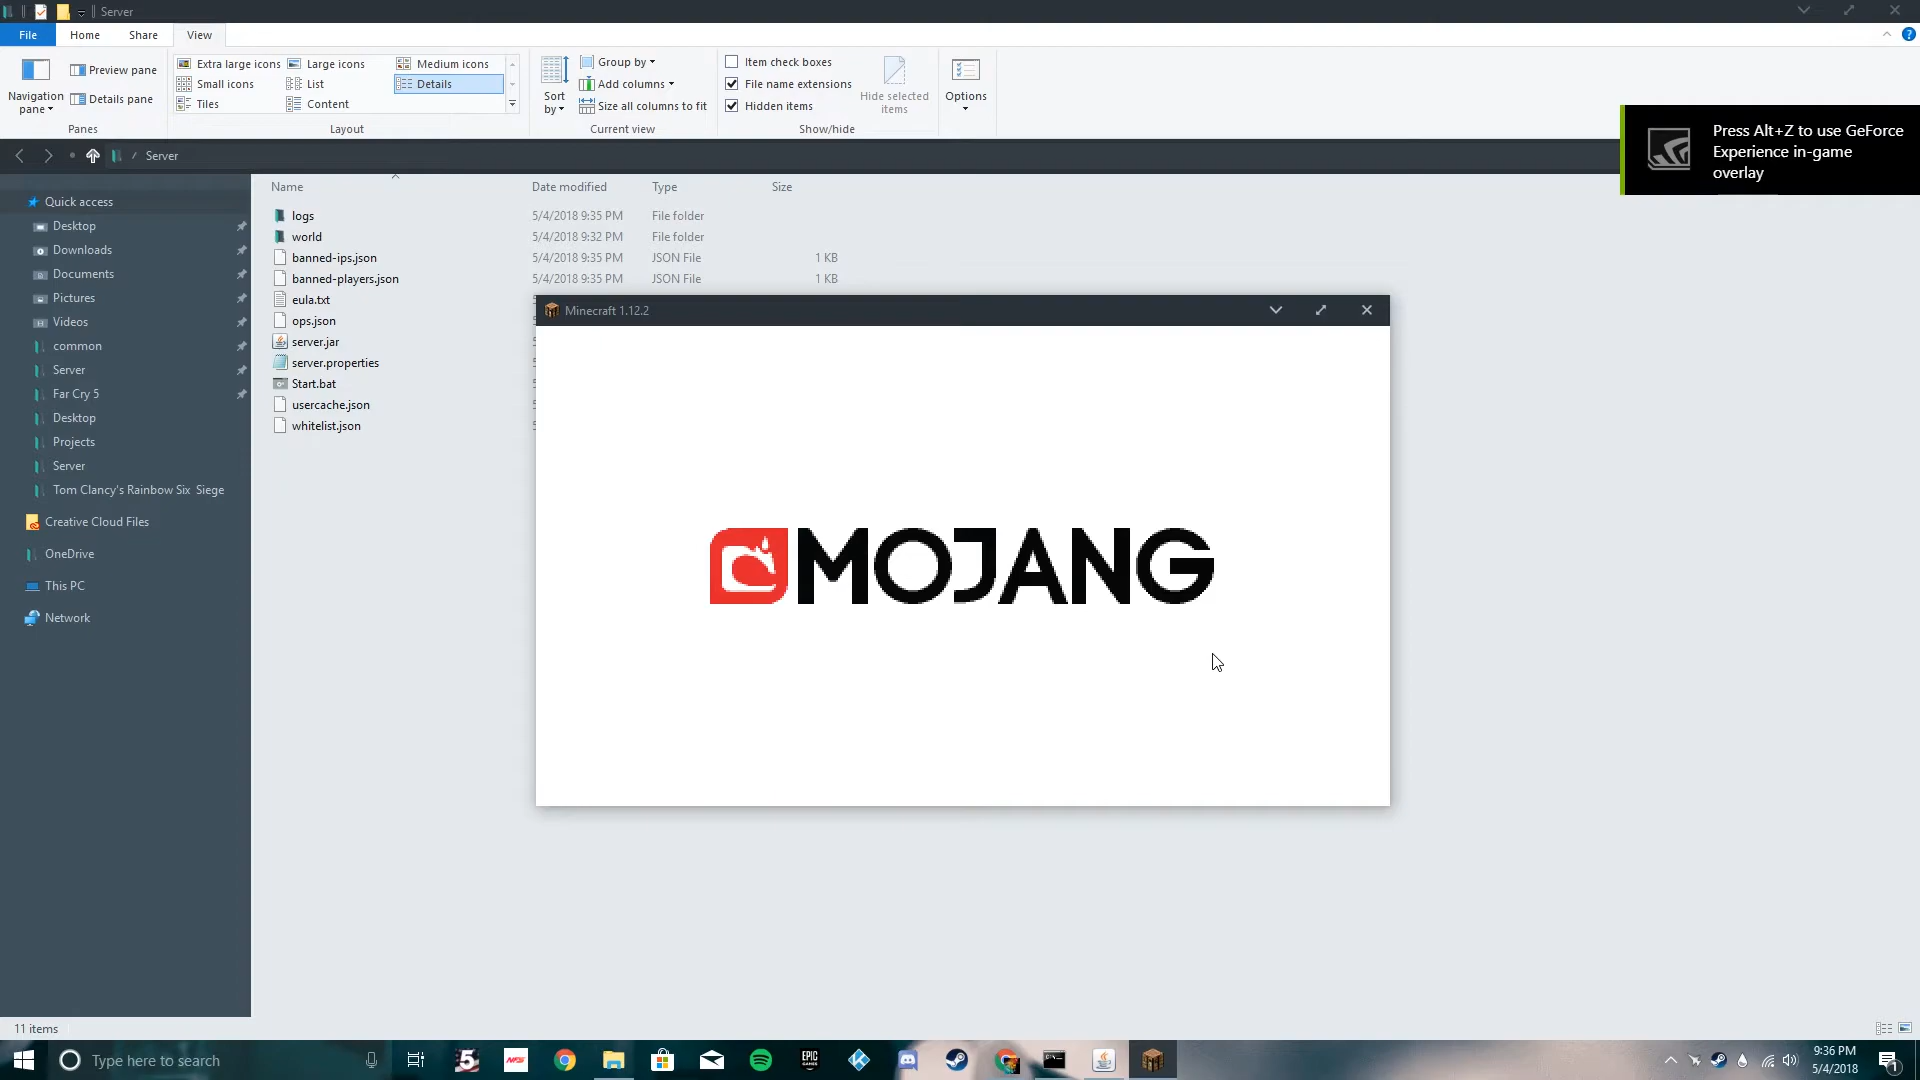 Server
File Home Share View
Navigation pane
Preview pane
Details pane
Panes
Extra large icons Large icons Medium icons
Small icons List Details
Tiles Content
Layout
Sort by
Group by
Add columns
Size all columns to fit
Current view
Item check boxes
File name extensions
Hidden items
Hide selected items
Show/hide
Options
Press Alt+Z to use GeForce
Experience in-game
overlay
/ Server
Name Date modified Type Size
Quick access
Desktop
Downloads
Documents
Pictures
Videos
common
Server
Far Cry 5
Desktop
Projects
Server
Tom Clancy's Rainbow Six Siege
Creative Cloud Files
OneDrive
This PC
Network
logs 5/4/2018 9:35 PM File folder
world 5/4/2018 9:32 PM File folder
banned-ips.json 5/4/2018 9:35 PM JSON File 1 KB
banned-players.json 5/4/2018 9:35 PM JSON File 1 KB
eula.txt
ops.json
server.jar
server.properties
Start.bat
usercache.json
whitelist.json
Minecraft 1.12.2
MOJANG
11 items
Type here to search
5
NFS
EPIC GAMES
9:36 PM
5/4/2018
1